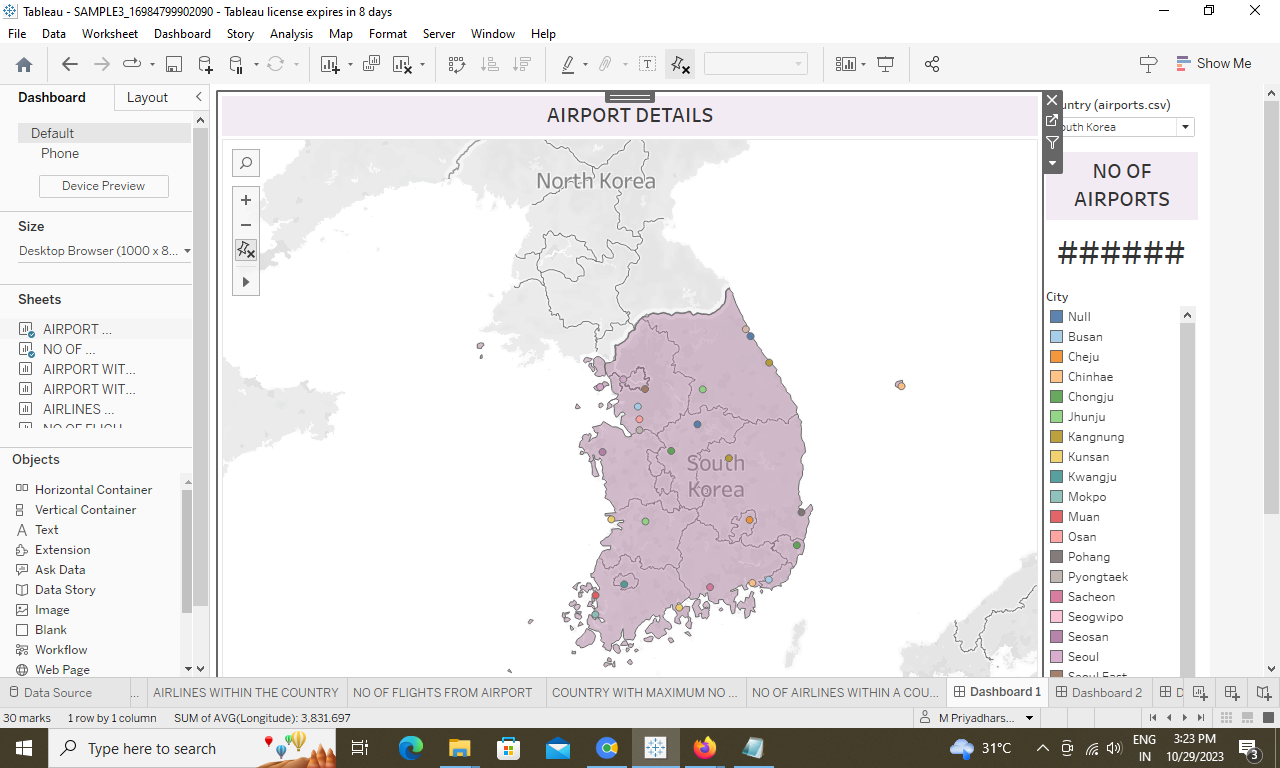 Tableau - SAMPLE3_16984799902090 - Tableau license expires in 8 days
File Data Worksheet Dashboard Story Analysis Map Format Server Window Help
Show Me
Dashboard Layout
Default
Phone
Device Preview
Size
Desktop Browser (1000 x 8...
Sheets
AIRPORT ...
NO OF ...
AIRPORT WIT...
AIRPORT WIT...
AIRLINES ...
Objects
Horizontal Container
Vertical Container
Text
Extension
Ask Data
Data Story
Image
Blank
Workflow
Web Page
AIRPORT DETAILS
North Korea
South
Korea
untry (airports.csv)
outh Korea
NO OF
AIRPORTS
######
City
Null
Busan
Cheju
Chinhae
Chongju
Jhunju
Kangnung
Kunsan
Kwangju
Mokpo
Muan
Osan
Pohang
Pyongtaek
Sacheon
Seogwipo
Seosan
Seoul
Data Source ... AIRLINES WITHIN THE COUNTRY NO OF FLIGHTS FROM AIRPORT COUNTRY WITH MAXIMUM NO ... NO OF AIRLINES WITHIN A COU... Dashboard 1 Dashboard 2 D
30 marks 1 row by 1 column SUM of AVG(Longitude): 3,831.697 M Priyadhars...
Type here to search 31°C ENG 3:23 PM
IN 10/29/2023 3